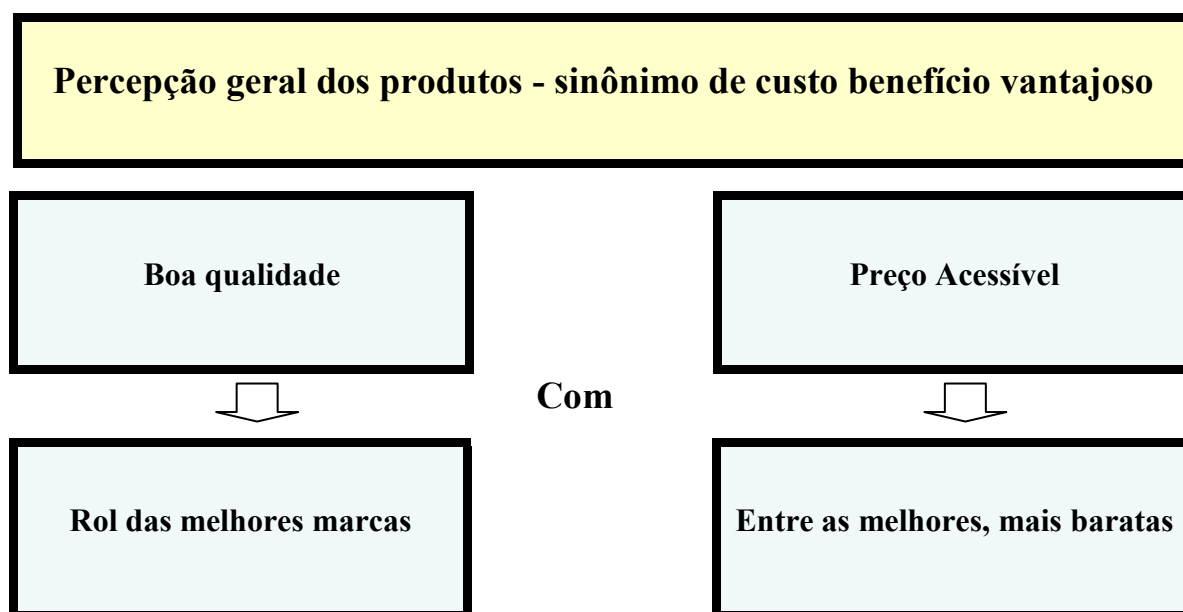 Percepção geral dos produtos - sinônimo de custo benefício vantajoso
Boa qualidade
Preço Acessível
Com
Rol das melhores marcas
Entre as melhores, mais baratas